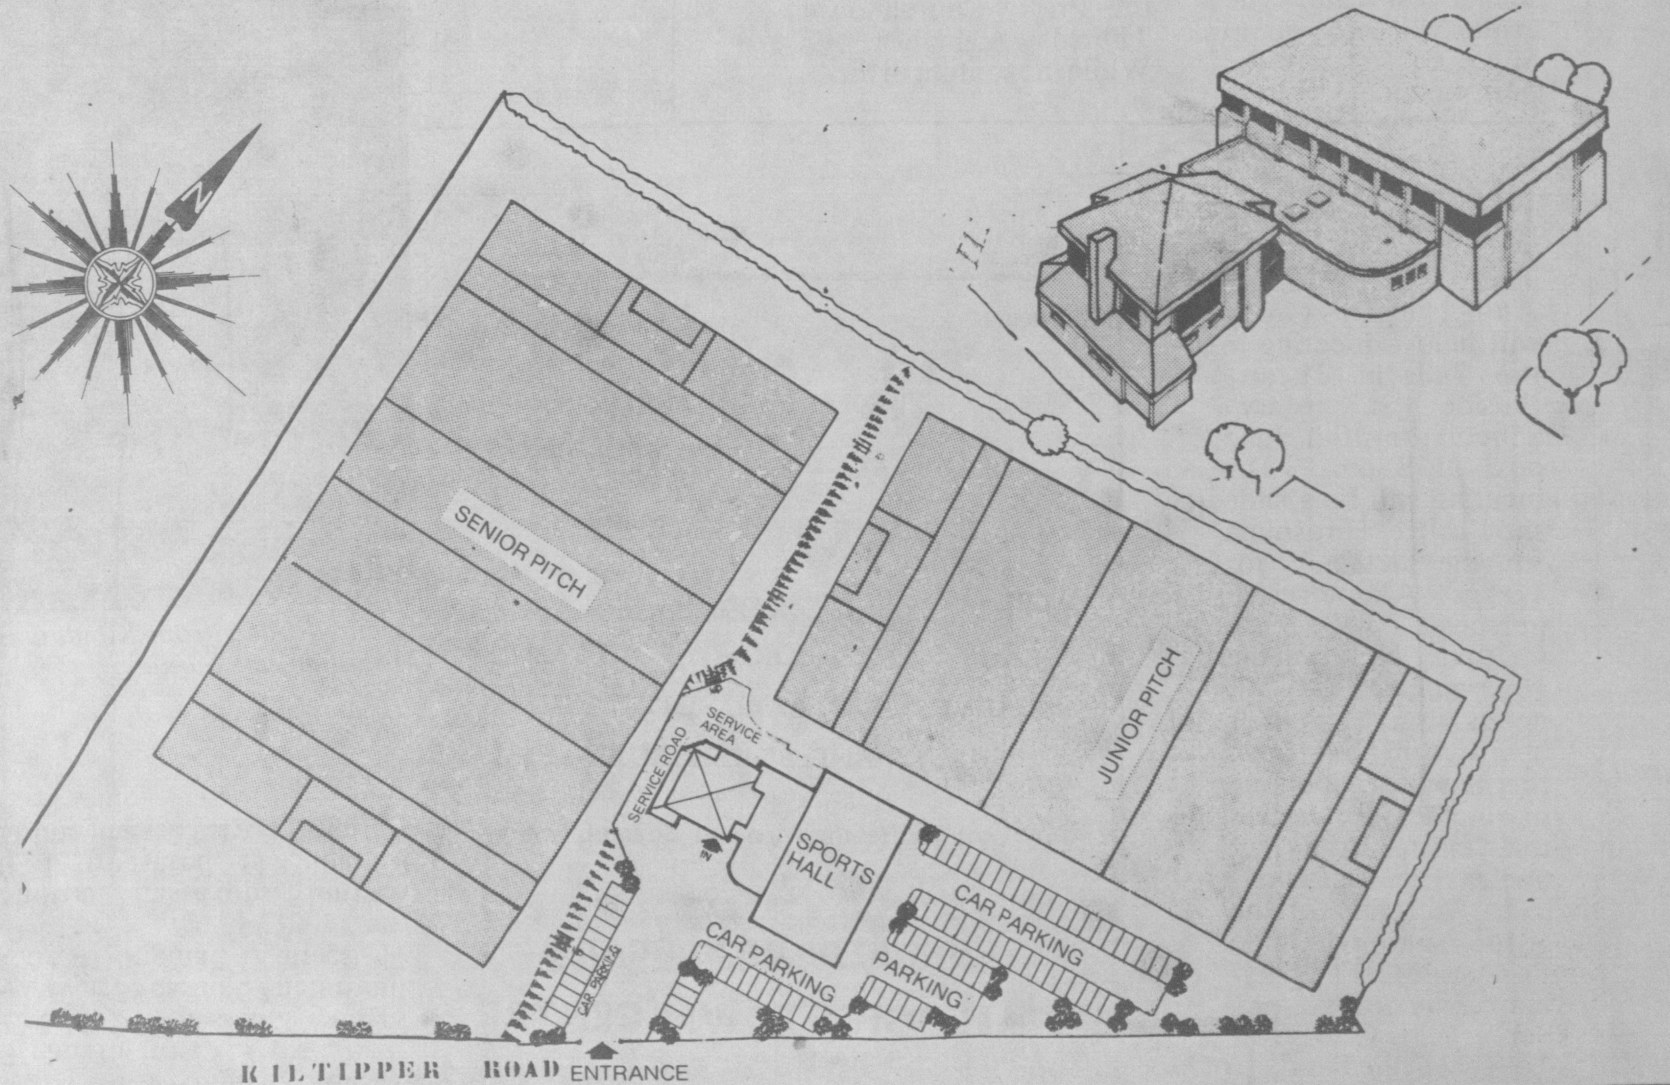 N
SENIOR PITCH
JUNIOR PITCH
SERVICE
AREA
SERVICE ROAD
IN
SPORTS
HALL
CAR PARKING
CAR PARKING
PARKING
CAR PARKING
KILTIPPER ROAD
ENTRANCE